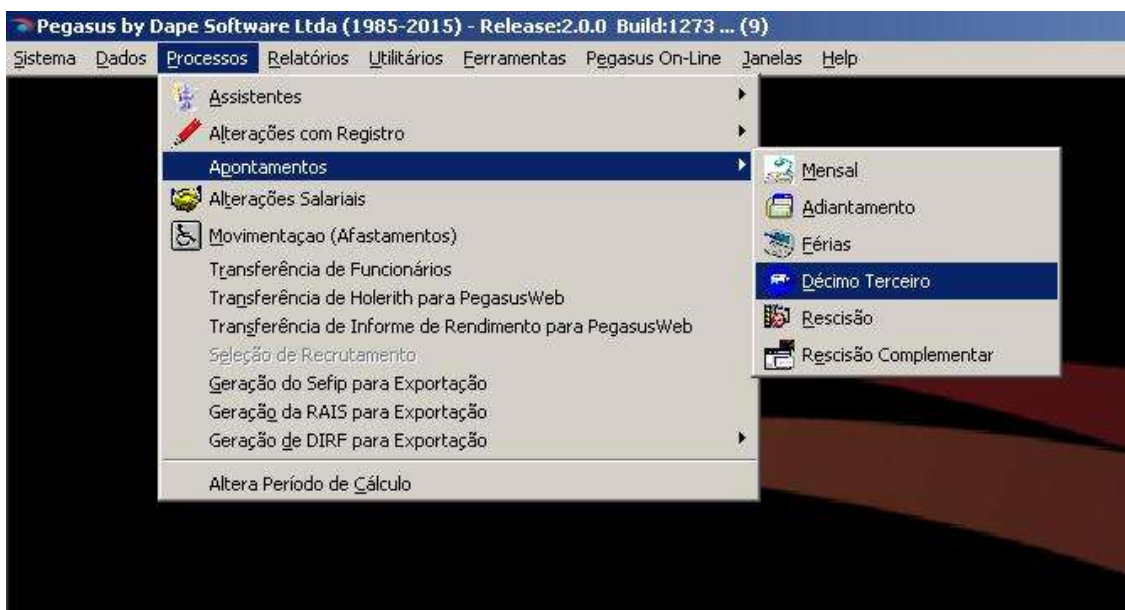 Pegasus by Dape Software Ltda (1985-2015) - Release:2.0.0 Build:1273 ... (9)
Sistema Dados Processos Relatórios Utilitários Ferramentas Pegasus On-Line Janelas Help
Assistentes
Alterações com Registro
Apontamentos
Alterações Salariais
Movimentaçao (Afastamentos)
Transferência de Funcionários
Transferência de Holerith para PegasusWeb
Transferência de Informe de Rendimento para PegasusWeb
Seleção de Recrutamento
Geração do Sefip para Exportação
Geração da RAIS para Exportação
Geração de DIRF para Exportação
Altera Período de Cálculo
Mensal
Adiantamento
Férias
Décimo Terceiro
Rescisão
Rescisão Complementar